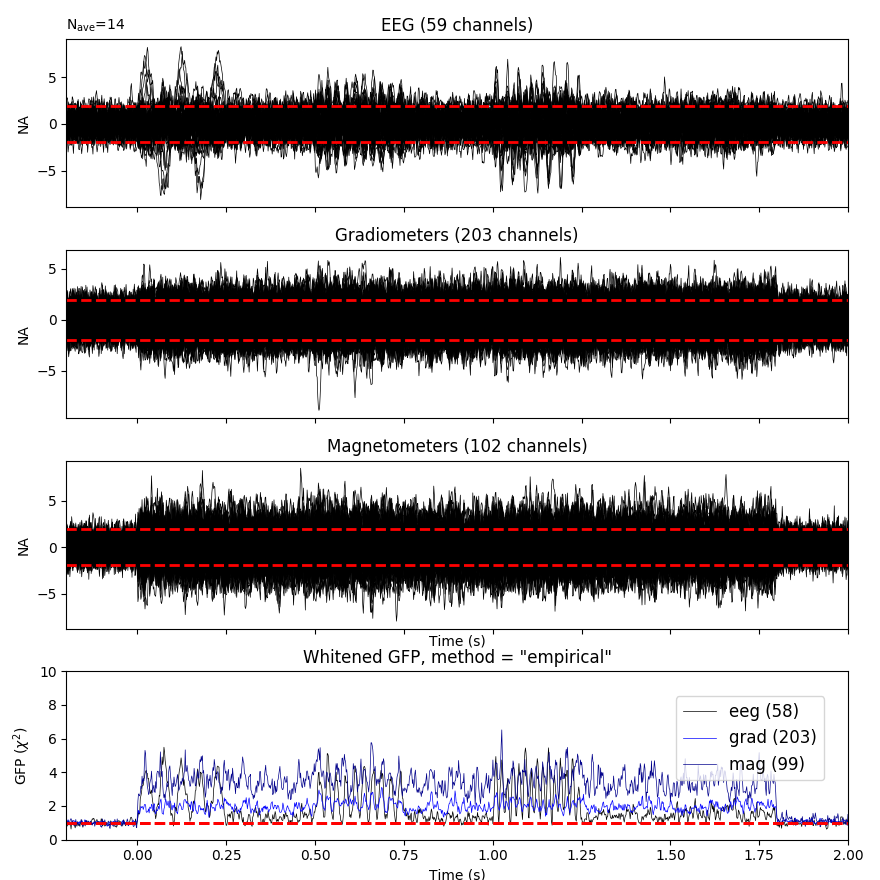 N_ave=14
EEG (59 channels)
5
0
−5
NA
Gradiometers (203 channels)
5
0
−5
NA
Magnetometers (102 channels)
5
0
−5
NA
Time (s)
Whitened GFP, method = "empirical"
10
8
6
4
2
0
GFP (χ²)
eeg (58)
grad (203)
mag (99)
0.00 0.25 0.50 0.75 1.00 1.25 1.50 1.75 2.00
Time (s)